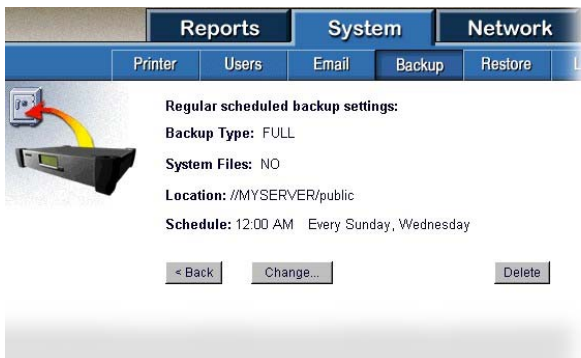 Reports System Network
Printer Users Email Backup Restore
Regular scheduled backup settings:
Backup Type: FULL
System Files: NO
Location: //MYSERVER/public
Schedule: 12:00 AM Every Sunday, Wednesday
< Back Change... Delete